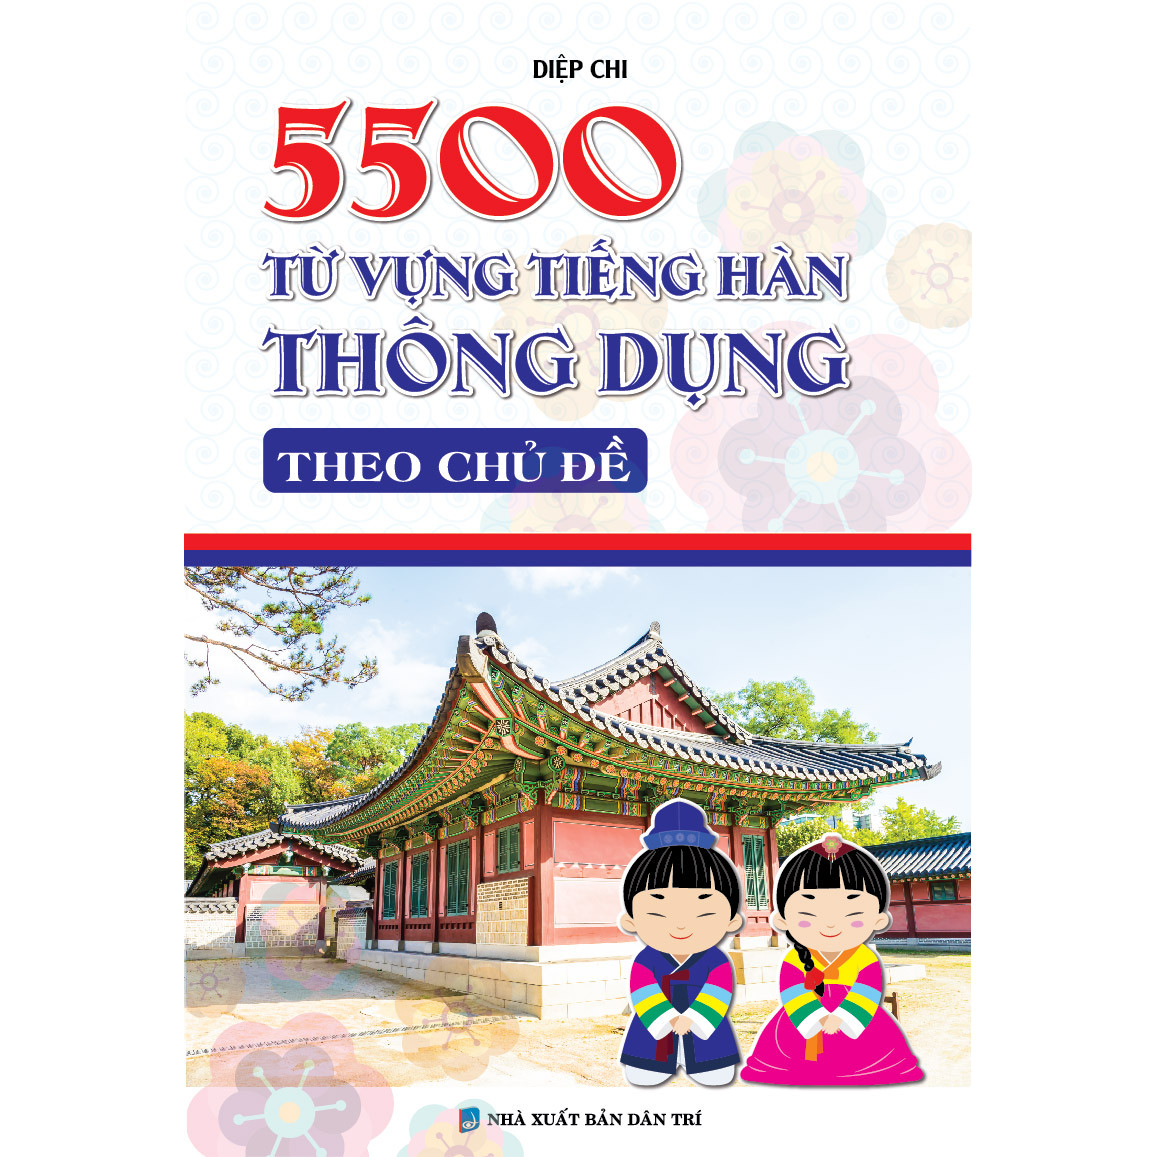 DIỆP CHI
5500
TỪ VỰNG TIẾNG HÀN
THÔNG DỤNG
THEO CHỦ ĐỀ
NHÀ XUẤT BẢN DÂN TRÍ